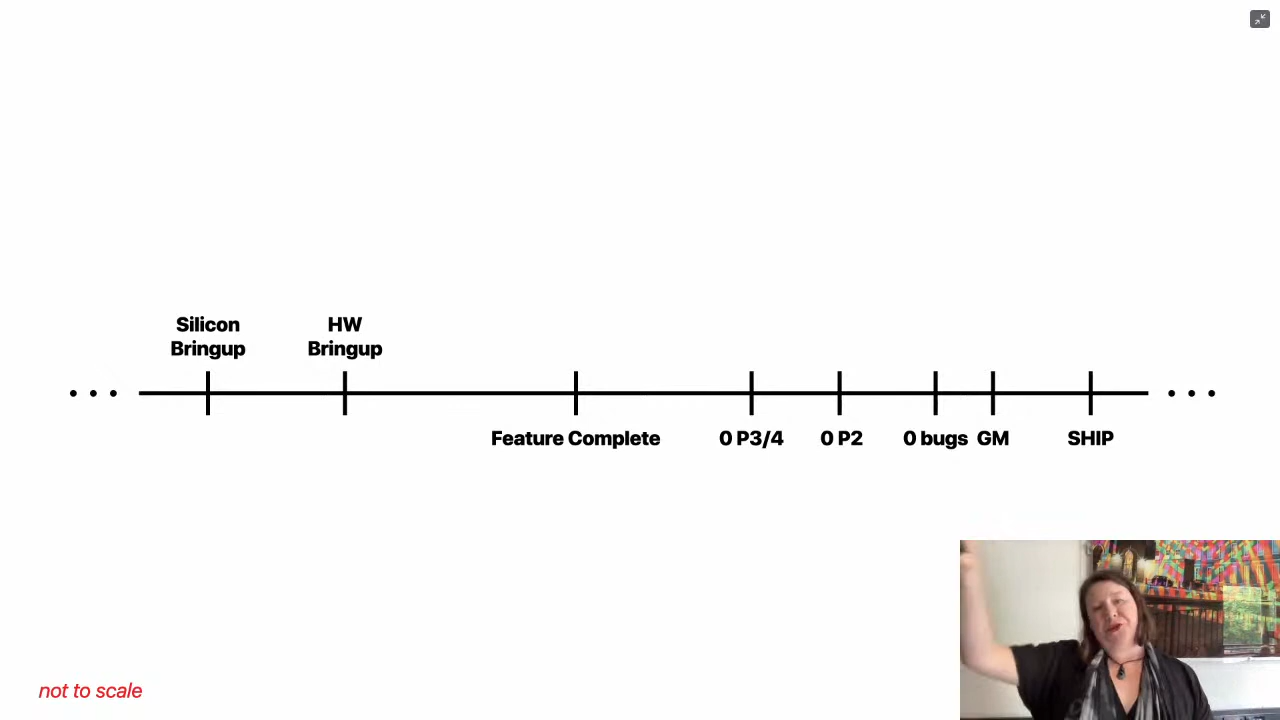 Silicon
Bringup
HW
Bringup
Feature Complete
0 P3/4
0 P2
0 bugs
GM
SHIP
not to scale